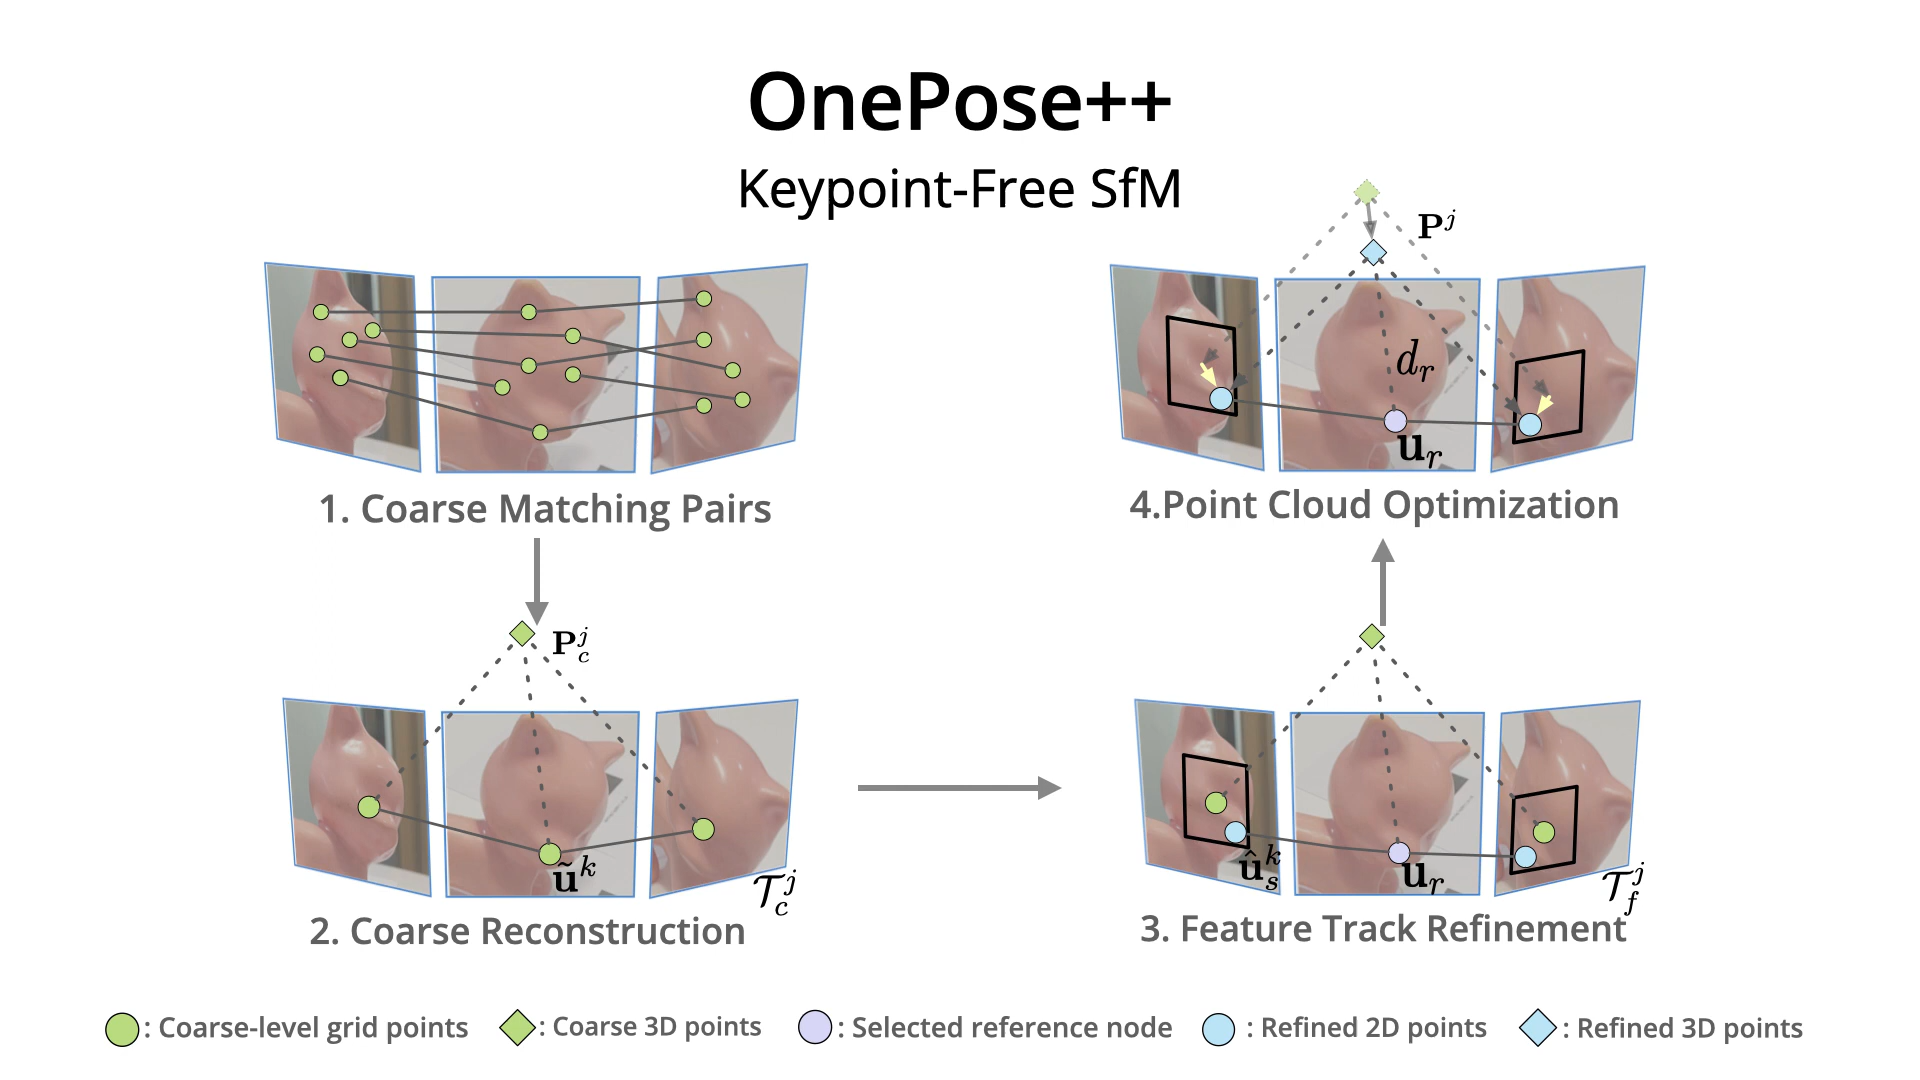 OnePose++
Keypoint-Free SfM
1. Coarse Matching Pairs
𝐏_c^j
ũ^k
𝒯_c^j
2. Coarse Reconstruction
û_s^k
𝐮_r
𝒯_f^j
3. Feature Track Refinement
𝐏^j
d_r
𝐮_r
4.Point Cloud Optimization
: Coarse-level grid points
: Coarse 3D points
: Selected reference node
: Refined 2D points
: Refined 3D points